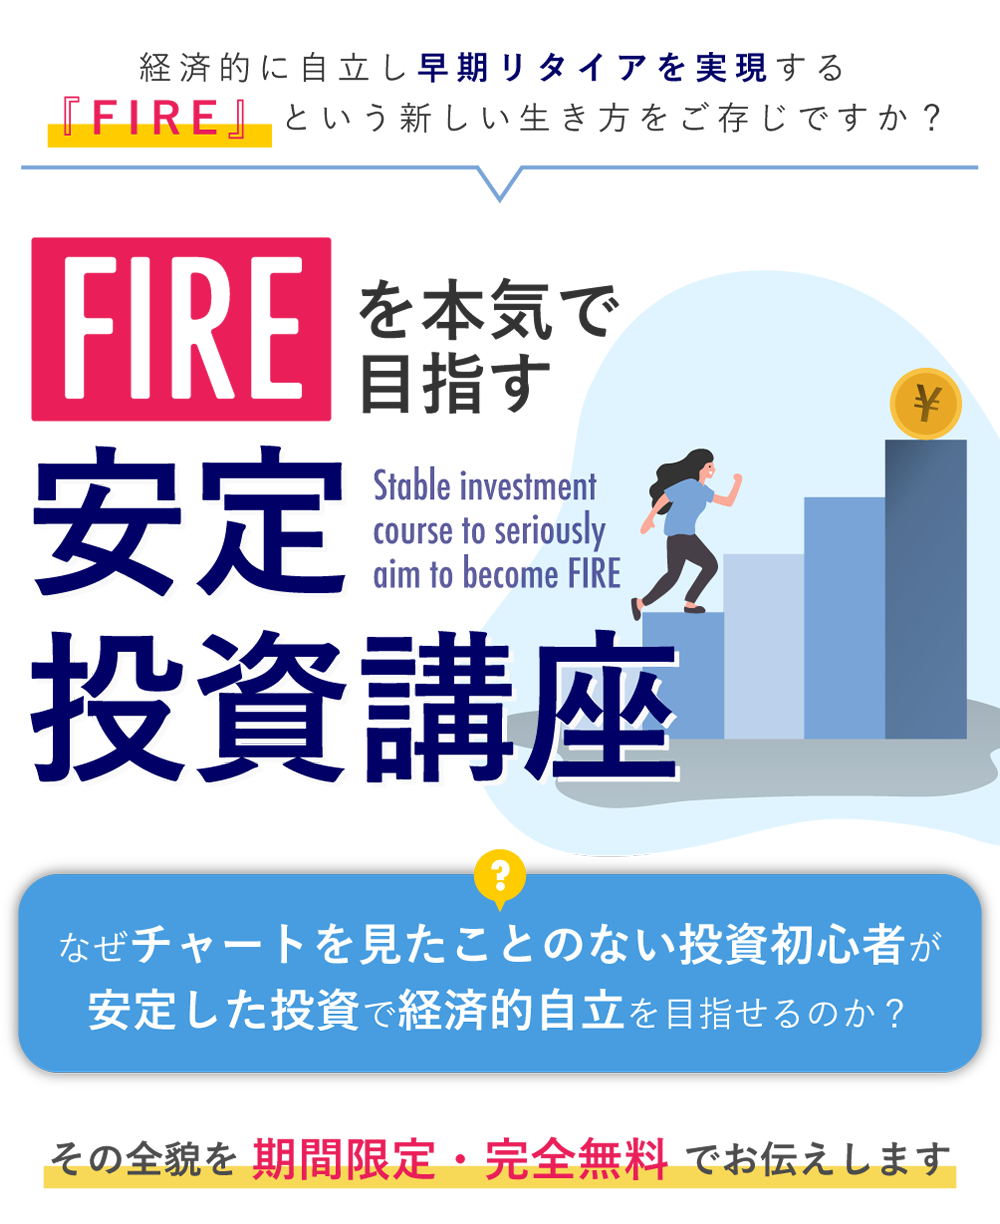 経済的に自立し早期リタイアを実現する
『FIRE』という新しい生き方をご存じですか？
FIREを本気で
目指す
安定
Stable investment
course to seriously
aim to become FIRE
¥
投資講座
?
なぜチャートを見たことのない投資初心者が
安定した投資で経済的自立を目指せるのか？
その全貌を 期間限定・完全無料 でお伝えします